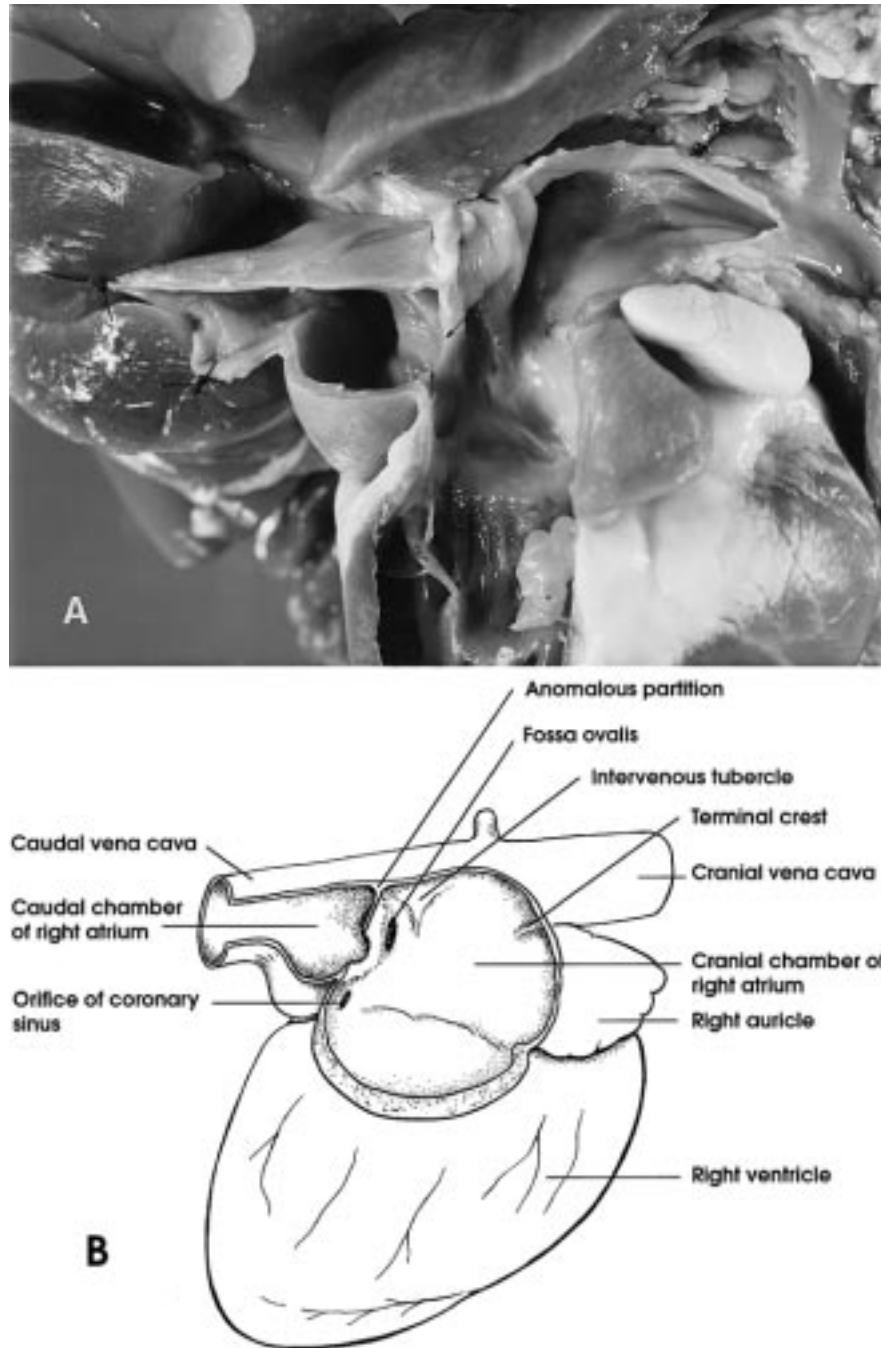 A
Anomalous partition
Fossa ovalis
Intervenous tubercle
Terminal crest
Caudal vena cava
Cranial vena cava
Caudal chamber
of right atrium
Cranial chamber of
right atrium
Orifice of coronary
sinus
Right auricle
Right ventricle
B